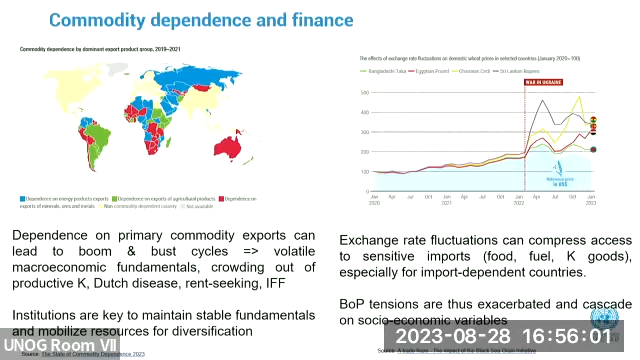 Commodity dependence and finance
Commodity dependence by dominant export product group, 2019–2021
Dependence on energy products exports Dependence on exports of agricultural products Dependence on
exports of minerals, ores and metals Non commodity-dependent country Not available
Dependence on primary commodity exports can
lead to boom & bust cycles => volatile
macroeconomic fundamentals, crowding out of
productive K, Dutch disease, rent-seeking, IFF
Institutions are key to maintain stable fundamentals
and mobilize resources for diversification
Source: The State of Commodity Dependence 2023
The effects of exchange rate fluctuations on domestic wheat prices in selected countries (January 2020=100)
Bangladeshi Taka Egyptian Pound Ghanaian Cedi Sri Lankan Rupees
WAR IN UKRAINE
500
400
300
200
100
0
Reference price
in US$
Jan Apr Jul Oct Jan Apr Jul Oct Jan Apr Jul Oct Jan
2020 2021 2022 2023
Exchange rate fluctuations can compress access
to sensitive imports (food, fuel, K goods),
especially for import-dependent countries.
BoP tensions are thus exacerbated and cascade
on socio-economic variables
UNOG Room VII
2023-08-28 16:56:01